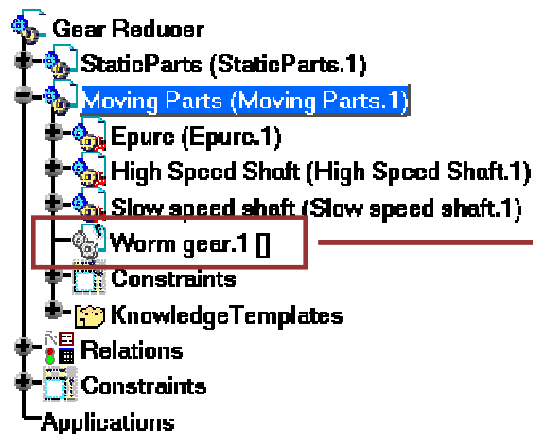 Gear Reducer
StaticParts (StaticParts.1)
Moving Parts (Moving Parts.1)
Epure (Epure.1)
High Speed Shaft (High Speed Shaft.1)
Slow speed shaft (Slow speed shaft.1)
Worm gear.1 []
Constraints
KnowledgeTemplates
Relations
Constraints
Applications